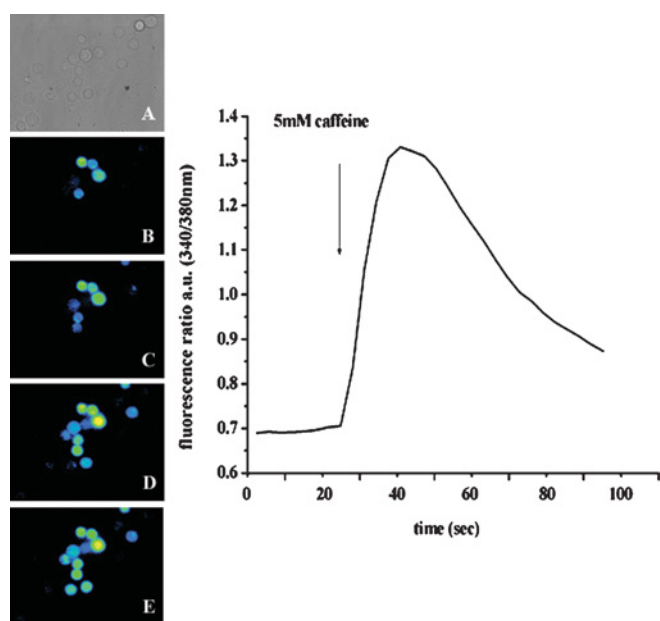 A
B
C
D
E
5mM caffeine
fluorescence ratio a.u. (340/380nm)
1.4
1.3
1.2
1.1
1.0
0.9
0.8
0.7
0.6
0 20 40 60 80 100
time (sec)